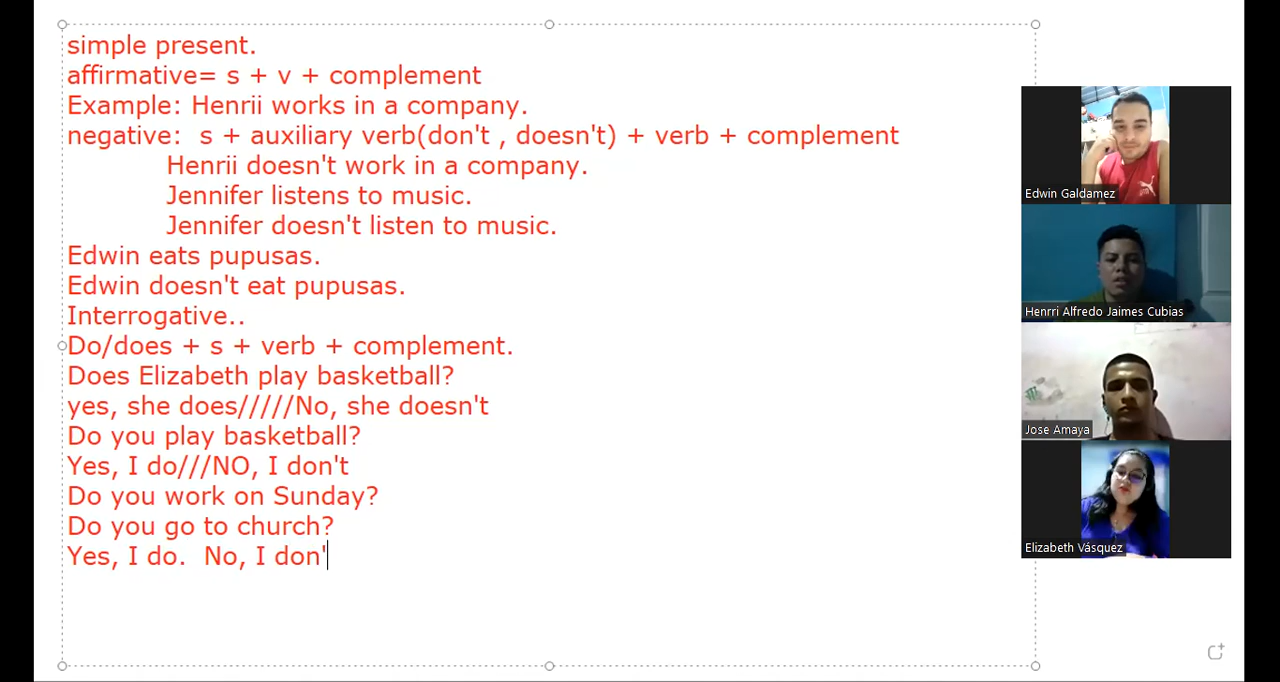 simple present.
affirmative= s + v + complement
Example: Henrii works in a company.
negative:  s + auxiliary verb(don't , doesn't) + verb + complement
Henrii doesn't work in a company.
Jennifer listens to music.
Jennifer doesn't listen to music.
Edwin eats pupusas.
Edwin doesn't eat pupusas.
Interrogative..
Do/does + s + verb + complement.
Does Elizabeth play basketball?
yes, she does/////No, she doesn't
Do you play basketball?
Yes, I do///NO, I don't
Do you work on Sunday?
Do you go to church?
Yes, I do.  No, I don'
Edwin Galdamez
Henrri Alfredo Jaimes Cubias
Jose Amaya
Elizabeth Vásquez